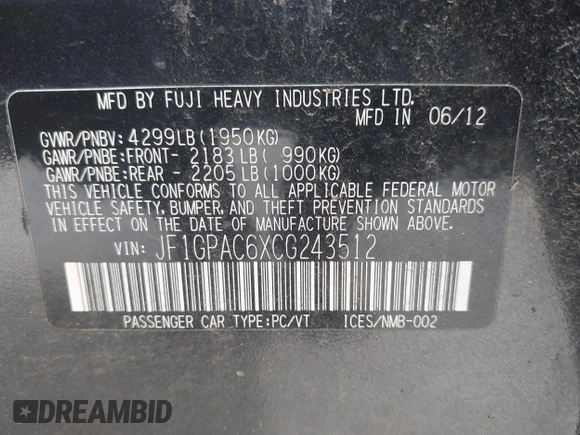 MFD BY FUJI HEAVY INDUSTRIES LTD.
MFD IN 06/12
GVWR/PNBV: 4299LB(1950KG)
GAWR/PNBE:FRONT- 2183LB( 990KG)
GAWR/PNBE:REAR - 2205LB(1000KG)
THIS VEHICLE CONFORMS TO ALL APPLICABLE FEDERAL MOTOR
VEHICLE SAFETY, BUMPER, AND THEFT PREVENTION STANDARDS
IN EFFECT ON THE DATE OF MANUFACTURE SHOWN ABOVE.
VIN: JF1GPAC6XCG243512
PASSENGER CAR TYPE:PC/VT ICES/NMB-002
DREAMBID